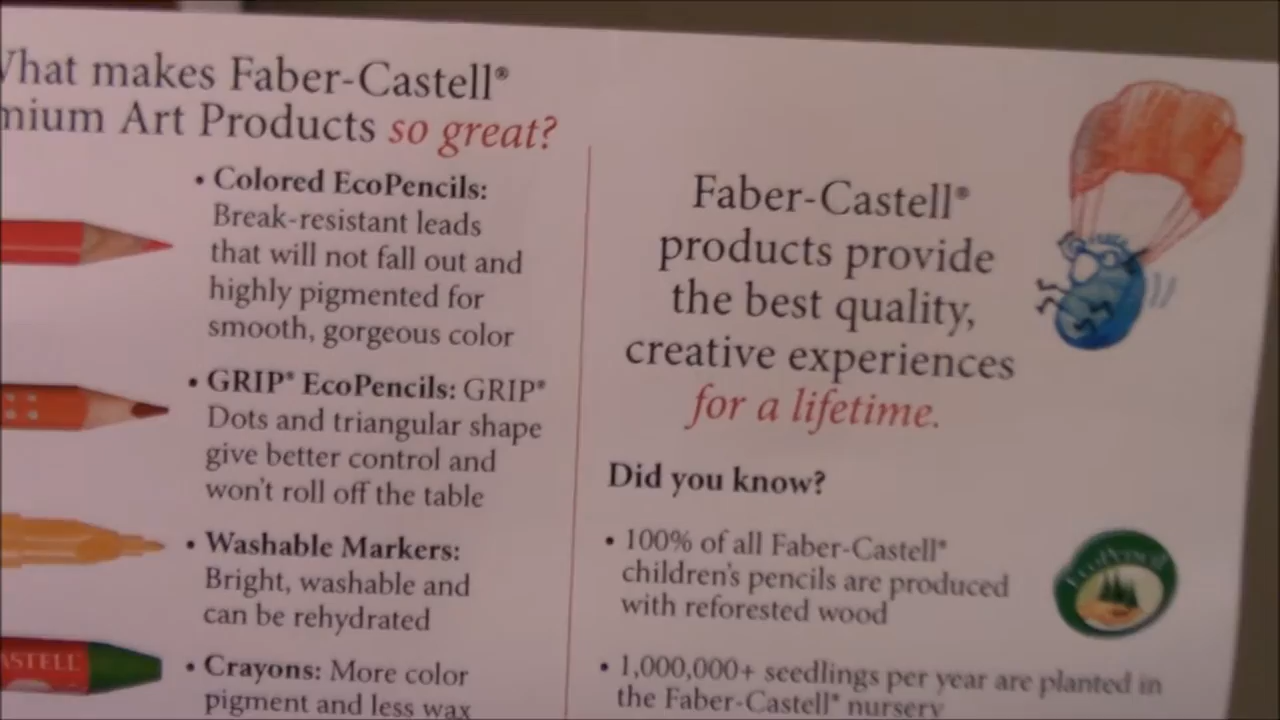 What makes Faber-Castell®
mium Art Products so great?
• Colored EcoPencils:
Break-resistant leads
that will not fall out and
highly pigmented for
smooth, gorgeous color
• GRIP® EcoPencils: GRIP®
Dots and triangular shape
give better control and
won't roll off the table
• Washable Markers:
Bright, washable and
can be rehydrated
ASTELL
• Crayons: More color
pigment and less wax
Faber-Castell®
products provide
the best quality,
creative experiences
for a lifetime.
Did you know?
• 100% of all Faber-Castell®
children's pencils are produced
with reforested wood
EcoPencil
• 1,000,000+ seedlings per year are planted in
the Faber-Castell® nursery